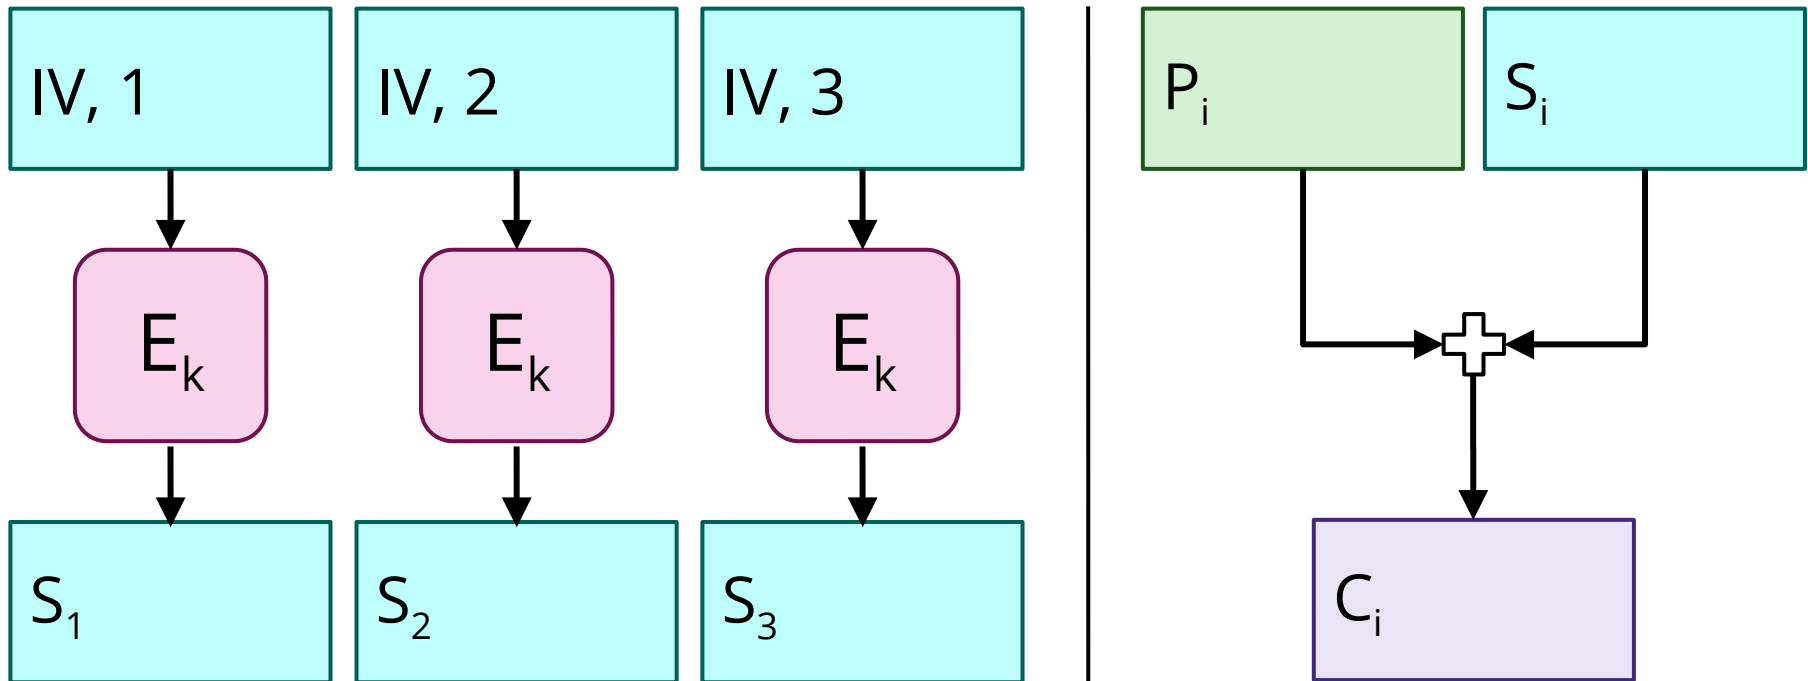 IV, 1
IV, 2
IV, 3
Eₖ
Eₖ
Eₖ
S₁
S₂
S₃
Pᵢ
Sᵢ
Cᵢ